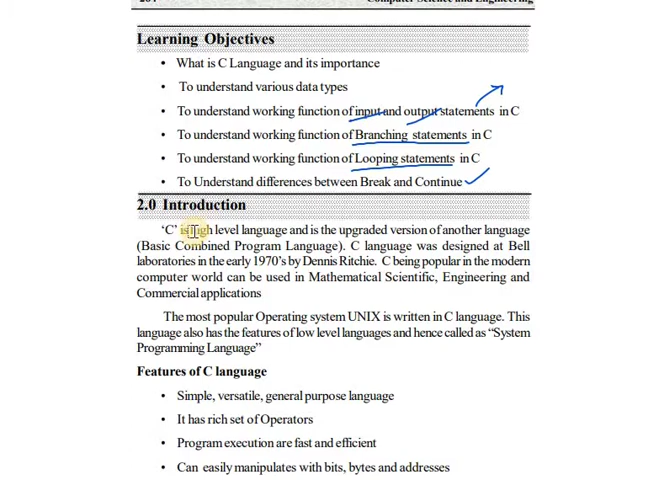 Learning Objectives
• What is C Language and its importance
• To understand various data types
• To understand working function of input and output statements in C
• To understand working function of Branching statements in C
• To understand working function of Looping statements in C
• To Understand differences between Break and Continue
2.0 Introduction
‘C’ is high level language and is the upgraded version of another language
(Basic Combined Program Language). C language was designed at Bell
laboratories in the early 1970’s by Dennis Ritchie. C being popular in the modern
computer world can be used in Mathematical Scientific, Engineering and
Commercial applications
The most popular Operating system UNIX is written in C language. This
language also has the features of low level languages and hence called as “System
Programming Language”
Features of C language
• Simple, versatile, general purpose language
• It has rich set of Operators
• Program execution are fast and efficient
• Can easily manipulates with bits, bytes and addresses